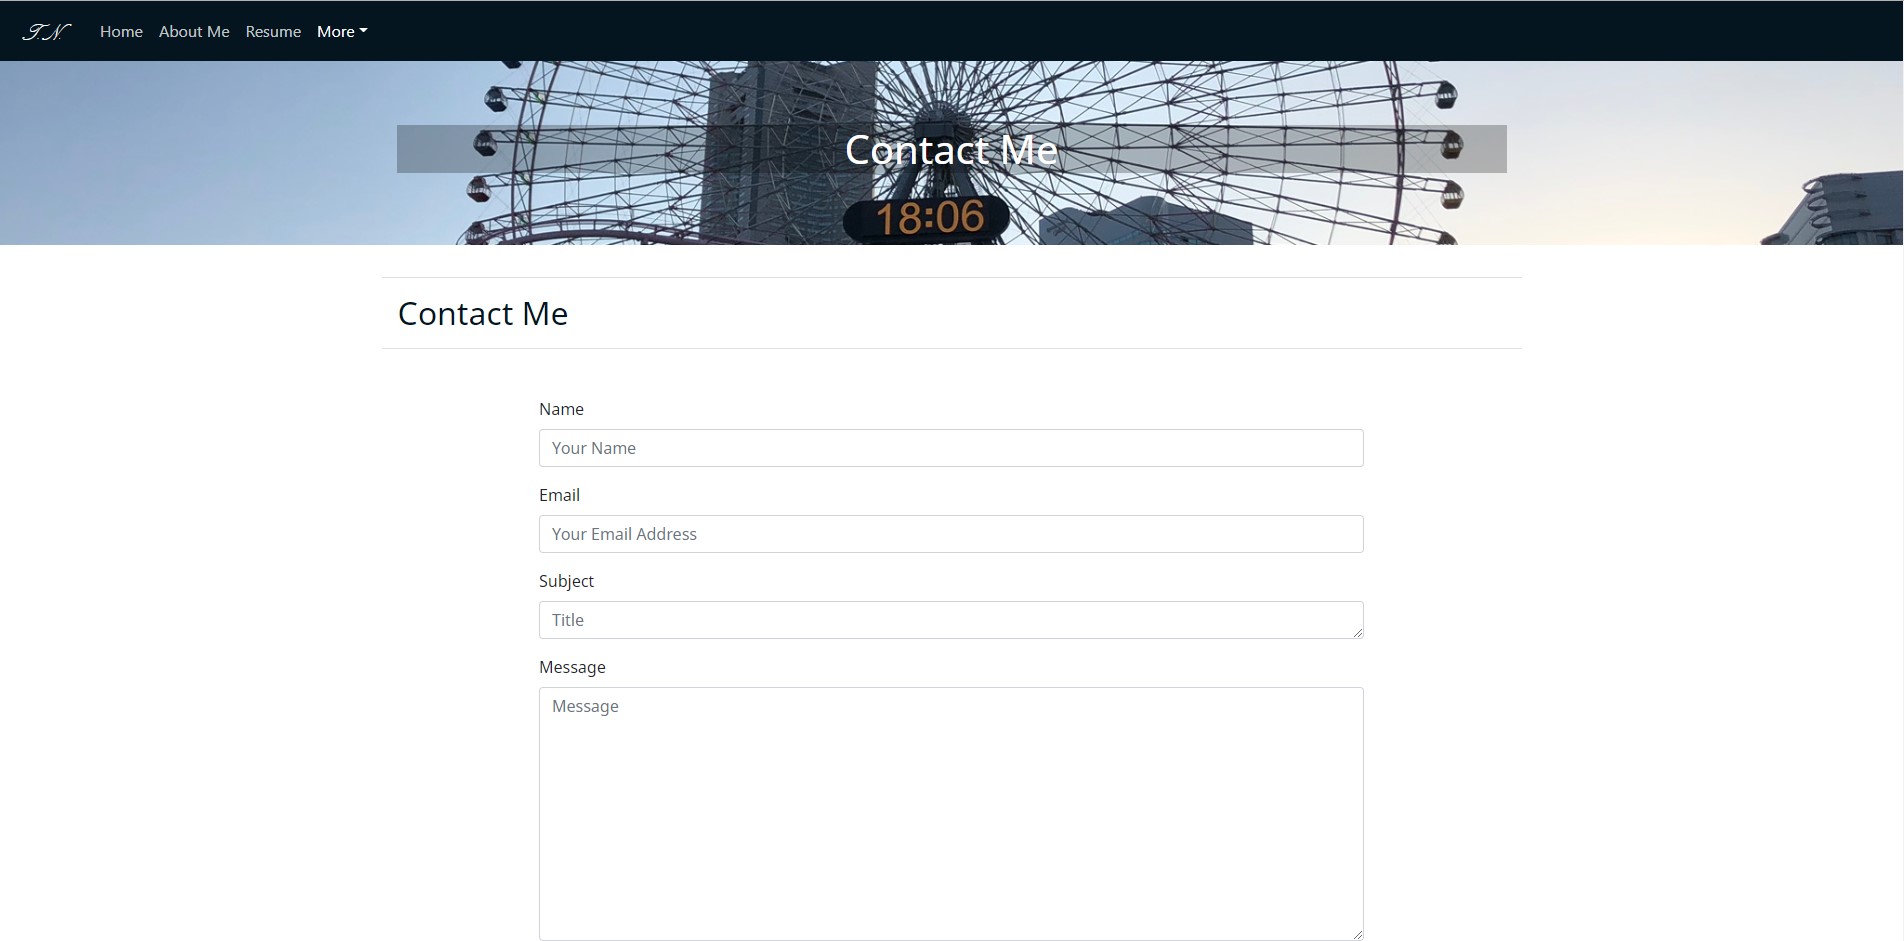 T.N.
Home About Me Resume More
Contact Me
18:06
Contact Me
Name
Your Name
Email
Your Email Address
Subject
Title
Message
Message